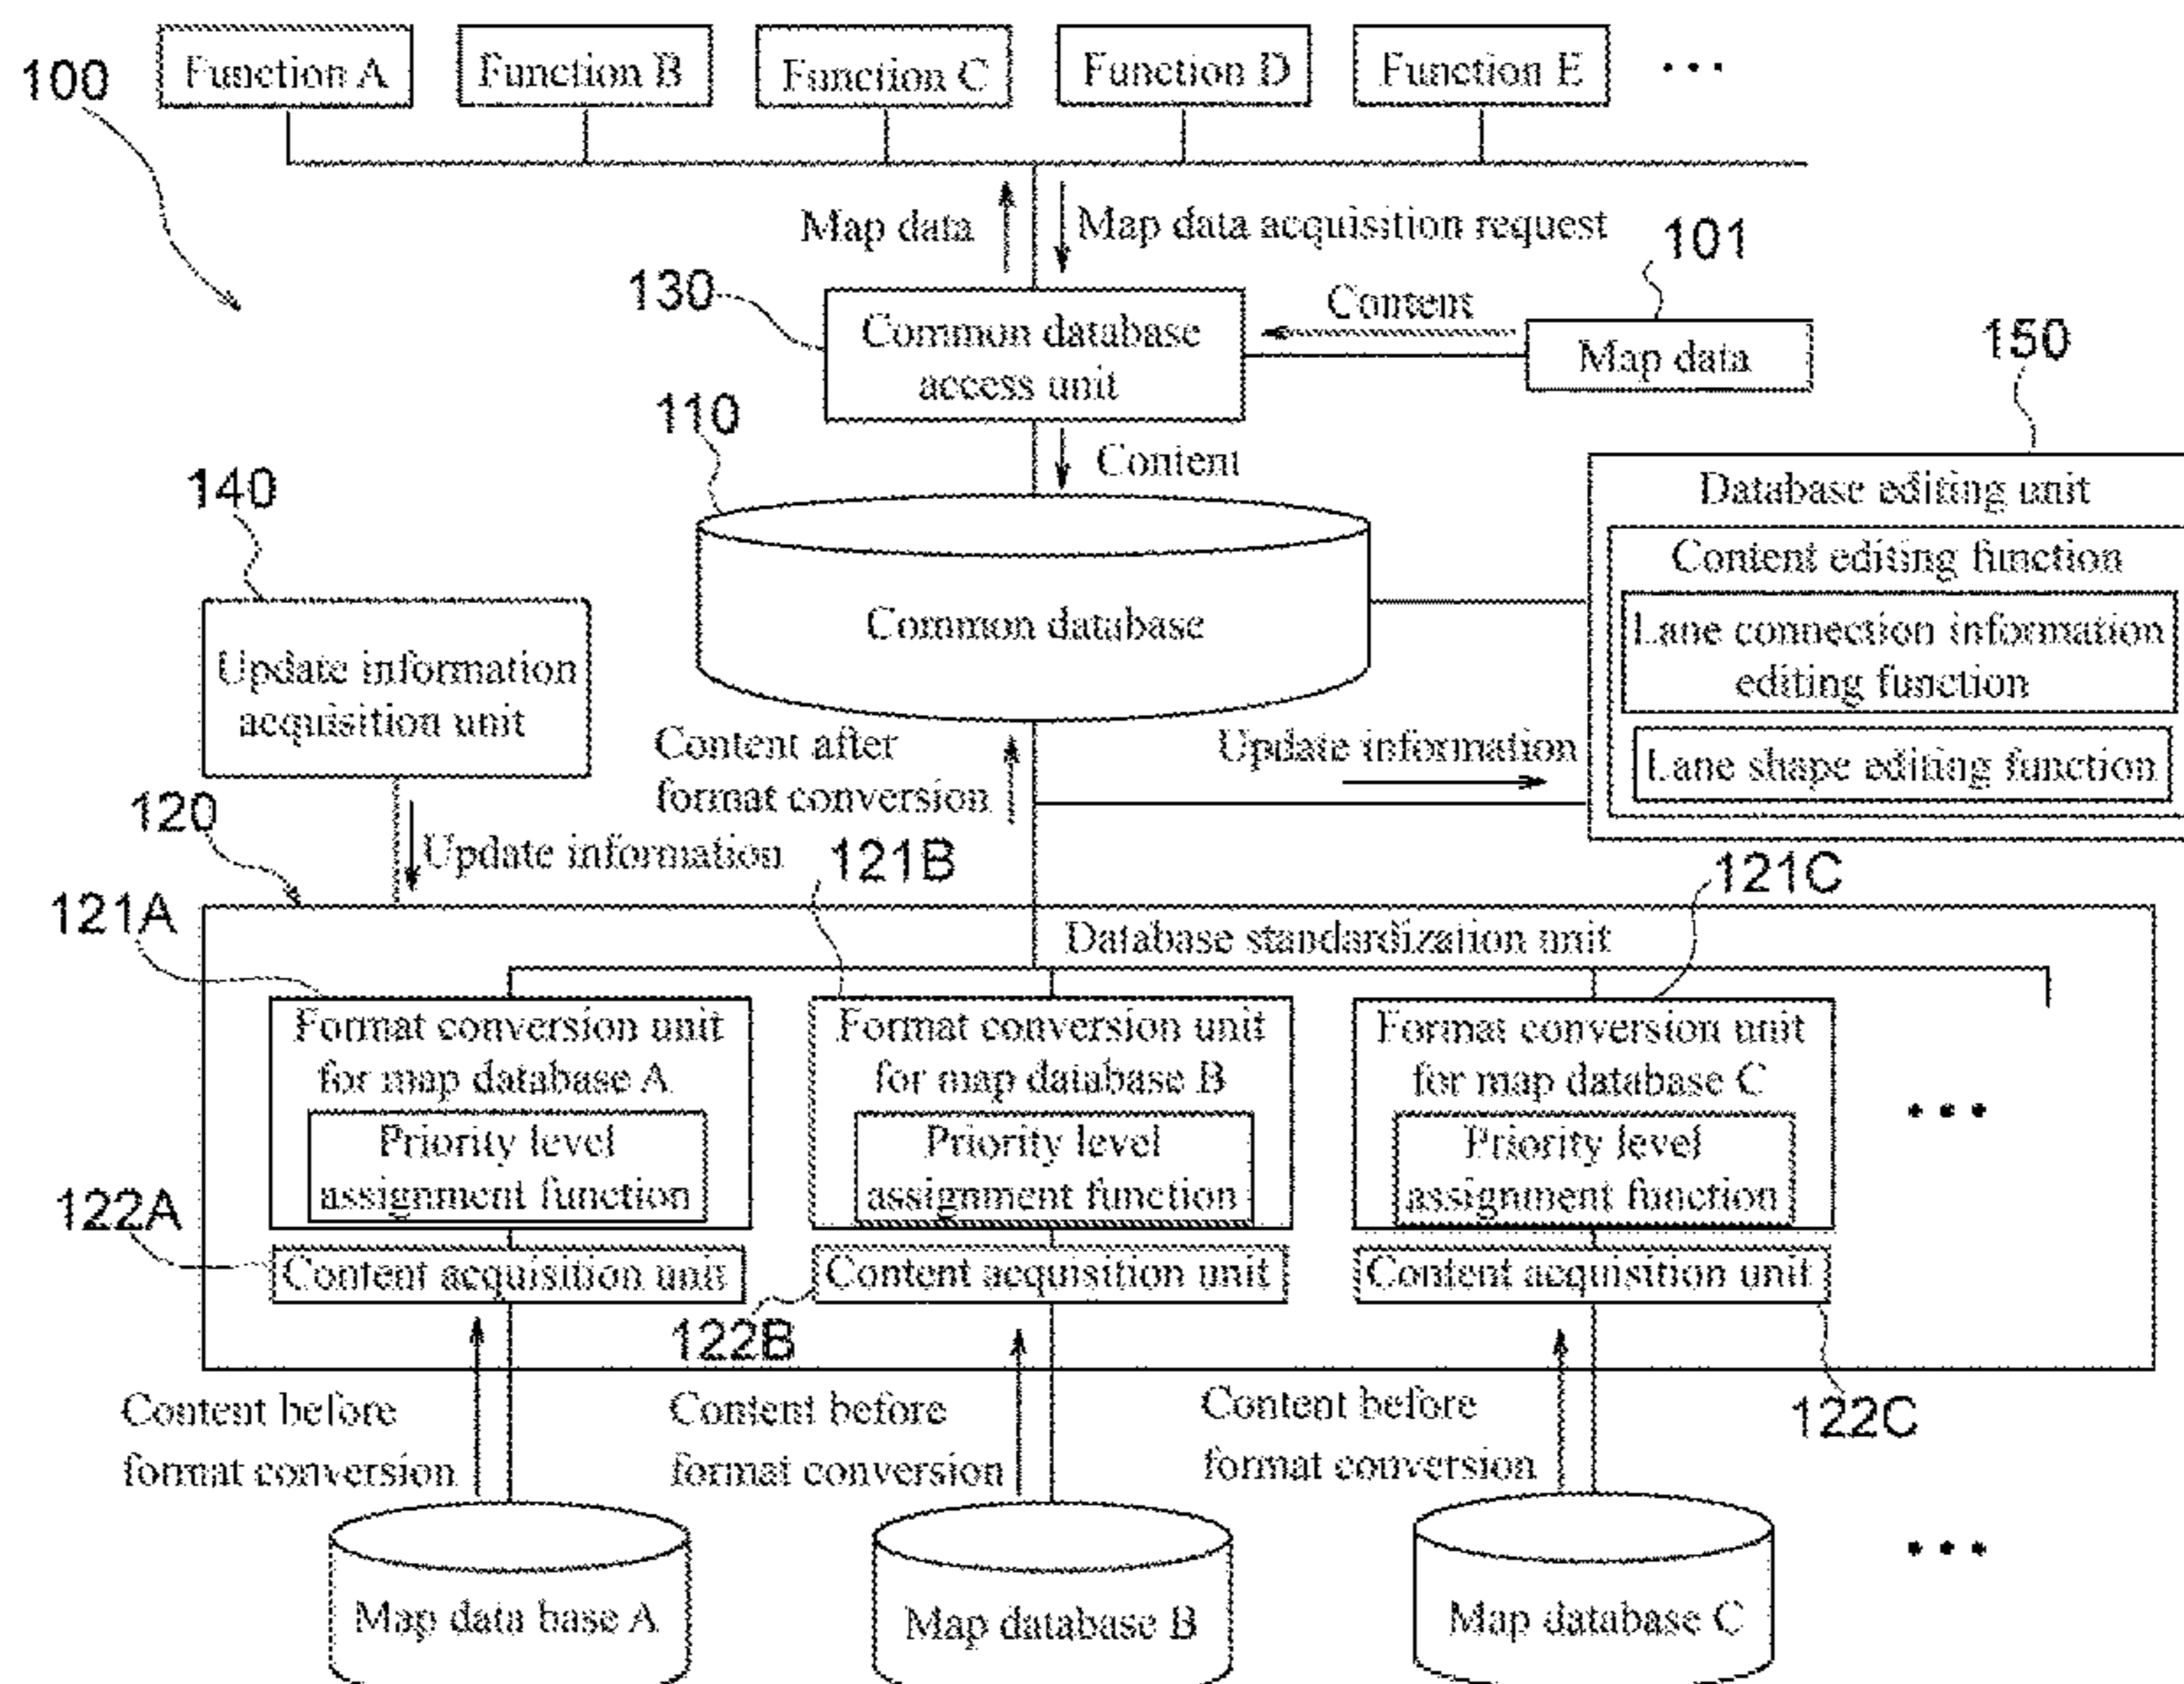 100
Function A
Function B
Function C
Function D
Function E
...
Map data
Map data acquisition request
101
130
Content
Common database
access unit
Map data
150
110
Content
140
Database editing unit
Content editing function
Lane connection information
editing function
Lane shape editing function
Common database
Update information
acquisition unit
Content after
format conversion
Update information
120
Update information
121B
121C
121A
Database standardization unit
Format conversion unit
for map database A
Priority level
assignment function
Format conversion unit
for map database B
Priority level
assignment function
Format conversion unit
for map database C
Priority level
assignment function
...
122A
Content acquisition unit
Content acquisition unit
Content acquisition unit
122B
122C
Content before
format conversion
Content before
format conversion
Content before
format conversion
Map data base A
Map database B
Map database C
...